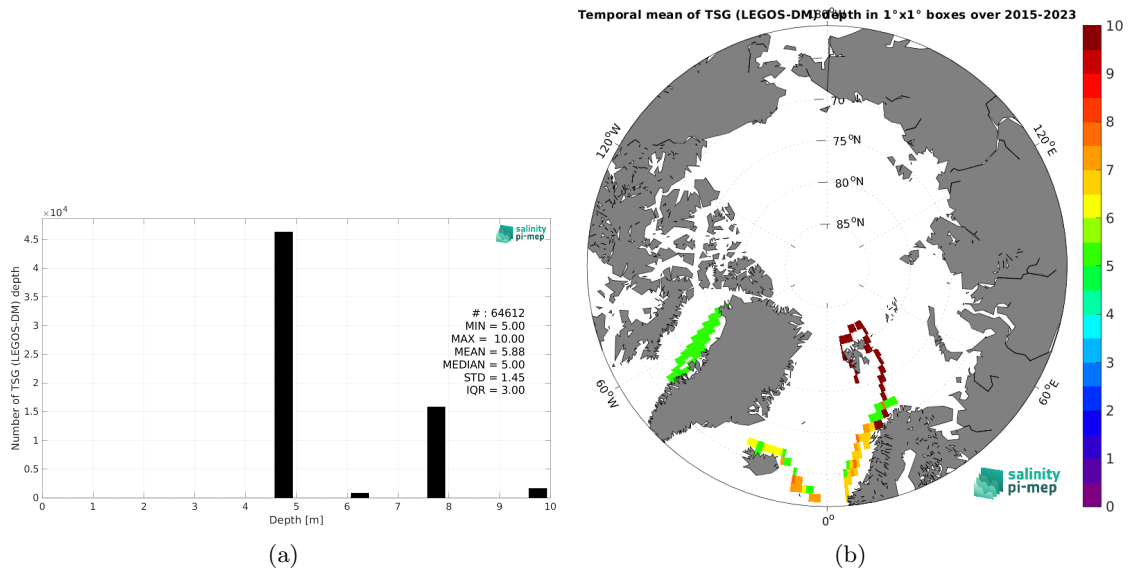 ×10⁴
4.5
4
3.5
3
2.5
2
1.5
1
0.5
0
Number of TSG (LEGOS-DM) depth
0 1 2 3 4 5 6 7 8 9 10
Depth [m]
salinity
pi-mep
# : 64612
MIN = 5.00
MAX = 10.00
MEAN = 5.88
MEDIAN = 5.00
STD = 1.45
IQR = 3.00
(a)
Temporal mean of TSG (LEGOS-DM) depth in 1°x1° boxes over 2015-2023
180°W
120°W
120°E
60°W
60°E
0°
70°
75°N
80°N
85°N
10
9
8
7
6
5
4
3
2
1
0
salinity
pi-mep
(b)